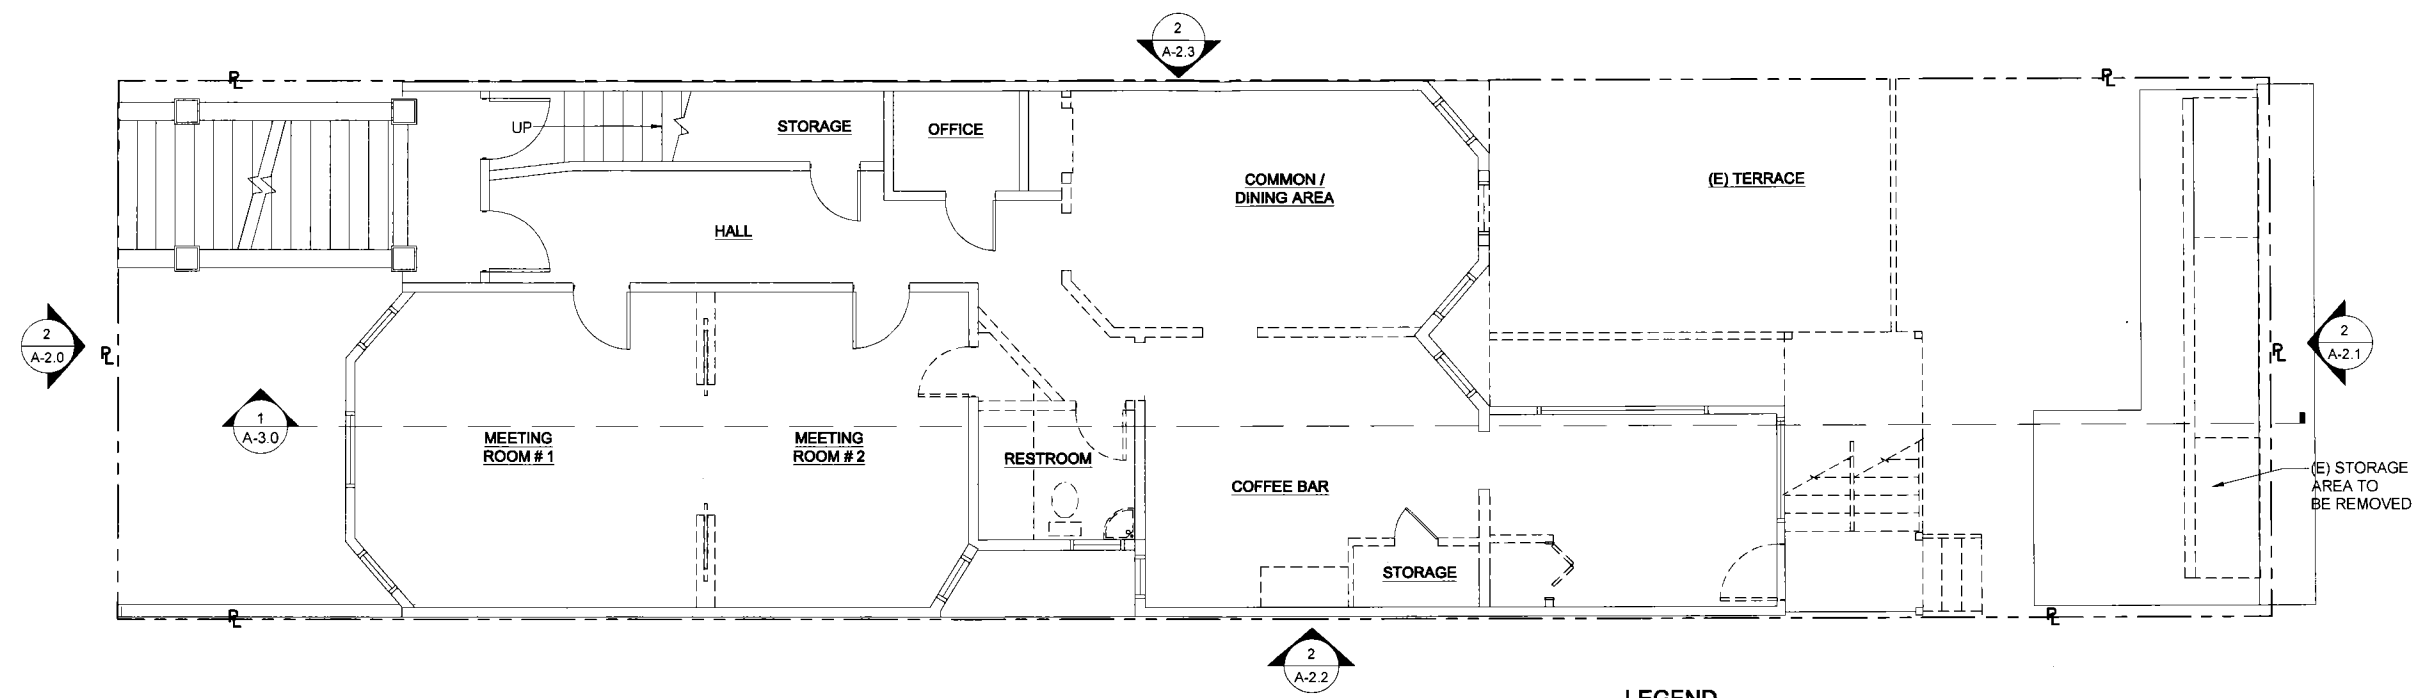 2
A-2.3
PL
PL
UP
STORAGE
OFFICE
COMMON /
DINING AREA
(E) TERRACE
HALL
2
A-2.0
PL
2
A-2.1
PL
1
A-3.0
MEETING
ROOM # 1
MEETING
ROOM # 2
RESTROOM
COFFEE BAR
(E) STORAGE
AREA TO
BE REMOVED
STORAGE
PL
PL
2
A-2.2
LEGEND